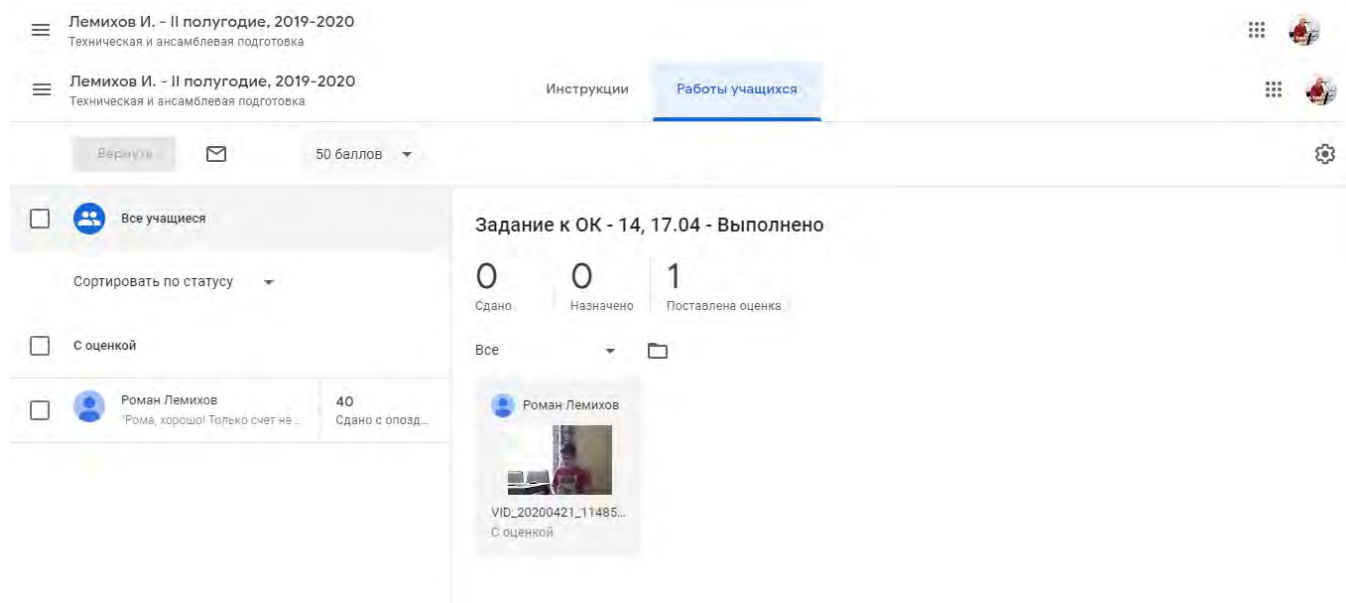 Лемихов И. - II полугодие, 2019-2020
Техническая и ансамблевая подготовка
Лемихов И. - II полугодие, 2019-2020
Техническая и ансамблевая подготовка
Инструкции
Работы учащихся
Вернуть
50 баллов
Все учащиеся
Сортировать по статусу
С оценкой
Роман Лемихов
"Рома, хорошо! Только счет не ...
40
Сдано с опозд...
Задание к ОК - 14, 17.04 - Выполнено
0
Сдано
0
Назначено
1
Поставлена оценка
Все
Роман Лемихов
VID_20200421_11485...
С оценкой